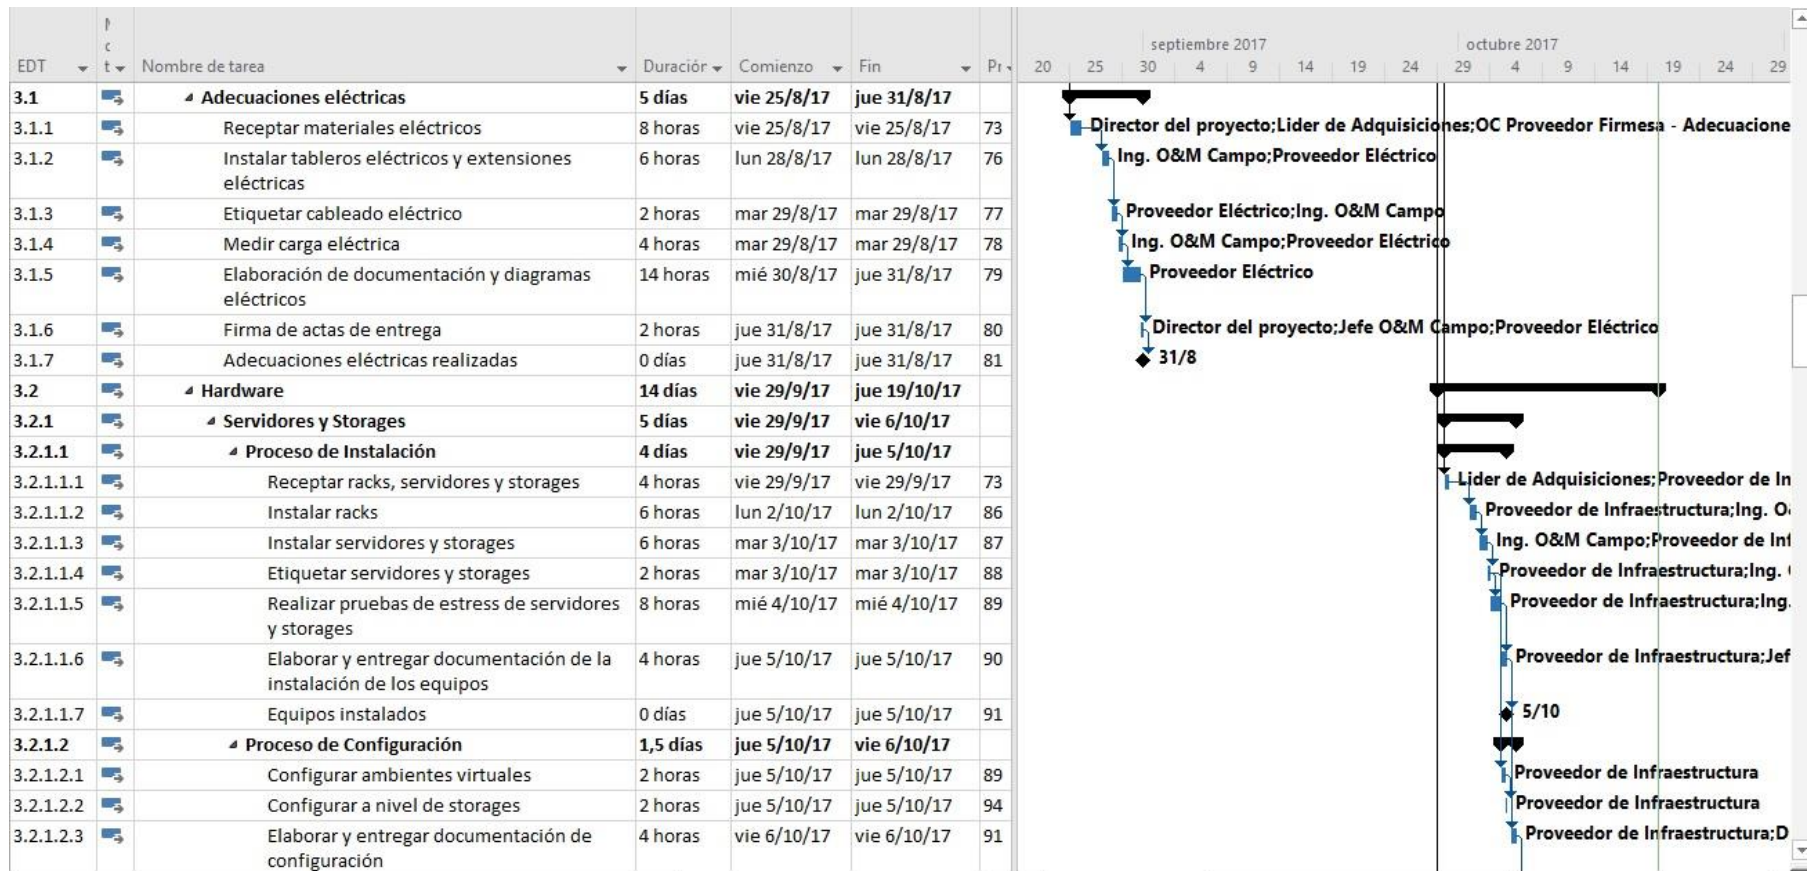 septiembre 2017 octubre 2017
EDT t Nombre de tarea Duración Comienzo Fin Pr 20 25 30 4 9 14 19 24 29 4 9 14 19 24 29
3.1 Adecuaciones eléctricas 5 días vie 25/8/17 jue 31/8/17
3.1.1 Receptar materiales eléctricos 8 horas vie 25/8/17 vie 25/8/17 73 Director del proyecto;Lider de Adquisiciones;OC Proveedor Firmesa - Adecuacione
3.1.2 Instalar tableros eléctricos y extensiones 6 horas lun 28/8/17 lun 28/8/17 76 Ing. O&M Campo;Proveedor Eléctrico
eléctricas
3.1.3 Etiquetar cableado eléctrico 2 horas mar 29/8/17 mar 29/8/17 77 Proveedor Eléctrico;Ing. O&M Campo
3.1.4 Medir carga eléctrica 4 horas mar 29/8/17 mar 29/8/17 78 Ing. O&M Campo;Proveedor Eléctrico
3.1.5 Elaboración de documentación y diagramas 14 horas mié 30/8/17 jue 31/8/17 79 Proveedor Eléctrico
eléctricos
3.1.6 Firma de actas de entrega 2 horas jue 31/8/17 jue 31/8/17 80 Director del proyecto;Jefe O&M Campo;Proveedor Eléctrico
3.1.7 Adecuaciones eléctricas realizadas 0 días jue 31/8/17 jue 31/8/17 81 31/8
3.2 Hardware 14 días vie 29/9/17 jue 19/10/17
3.2.1 Servidores y Storages 5 días vie 29/9/17 vie 6/10/17
3.2.1.1 Proceso de Instalación 4 días vie 29/9/17 jue 5/10/17
3.2.1.1.1 Receptar racks, servidores y storages 4 horas vie 29/9/17 vie 29/9/17 73 Lider de Adquisiciones;Proveedor de In
3.2.1.1.2 Instalar racks 6 horas lun 2/10/17 lun 2/10/17 86 Proveedor de Infraestructura;Ing. O
3.2.1.1.3 Instalar servidores y storages 6 horas mar 3/10/17 mar 3/10/17 87 Ing. O&M Campo;Proveedor de Inf
3.2.1.1.4 Etiquetar servidores y storages 2 horas mar 3/10/17 mar 3/10/17 88 Proveedor de Infraestructura;Ing.
3.2.1.1.5 Realizar pruebas de estress de servidores 8 horas mié 4/10/17 mié 4/10/17 89 Proveedor de Infraestructura;Ing.
y storages
3.2.1.1.6 Elaborar y entregar documentación de la 4 horas jue 5/10/17 jue 5/10/17 90 Proveedor de Infraestructura;Jef
instalación de los equipos
3.2.1.1.7 Equipos instalados 0 días jue 5/10/17 jue 5/10/17 91 5/10
3.2.1.2 Proceso de Configuración 1,5 días jue 5/10/17 vie 6/10/17
3.2.1.2.1 Configurar ambientes virtuales 2 horas jue 5/10/17 jue 5/10/17 89 Proveedor de Infraestructura
3.2.1.2.2 Configurar a nivel de storages 2 horas jue 5/10/17 jue 5/10/17 94 Proveedor de Infraestructura
3.2.1.2.3 Elaborar y entregar documentación de 4 horas vie 6/10/17 vie 6/10/17 91 Proveedor de Infraestructura;D
configuración